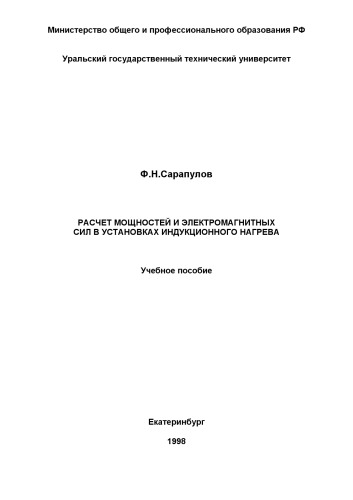 Министерство общего и профессионального образования РФ
Уральский государственный технический университет
Ф.Н.Сарапулов
РАСЧЕТ МОЩНОСТЕЙ И ЭЛЕКТРОМАГНИТНЫХ
СИЛ В УСТАНОВКАХ ИНДУКЦИОННОГО НАГРЕВА
Учебное пособие
Екатеринбург
1998